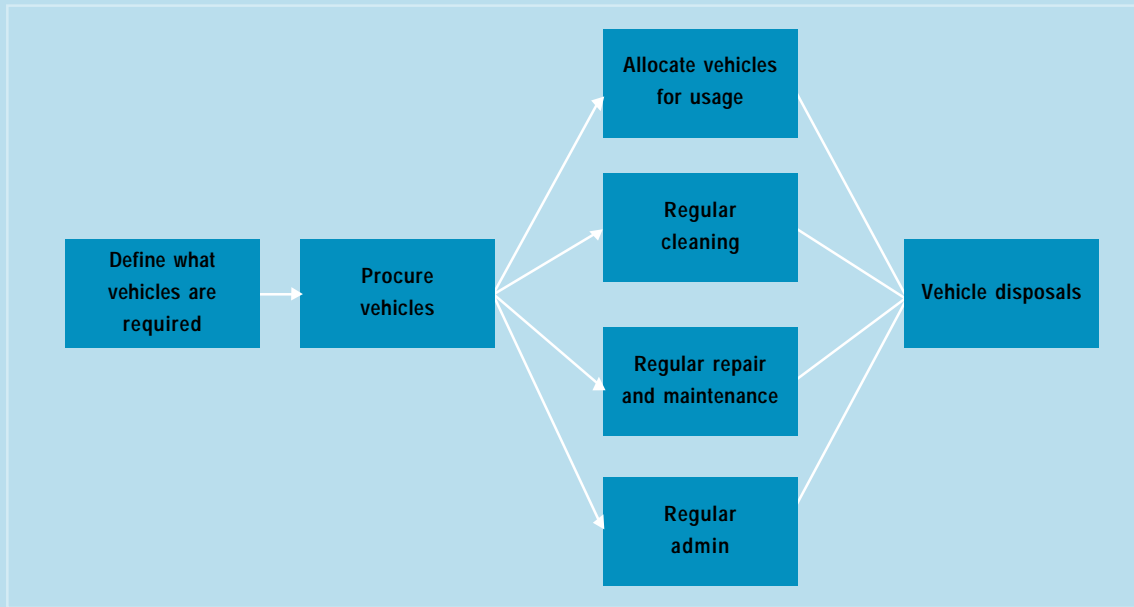 Define what
vehicles are
required
Procure
vehicles
Allocate vehicles
for usage
Regular
cleaning
Regular repair
and maintenance
Regular
admin
Vehicle disposals